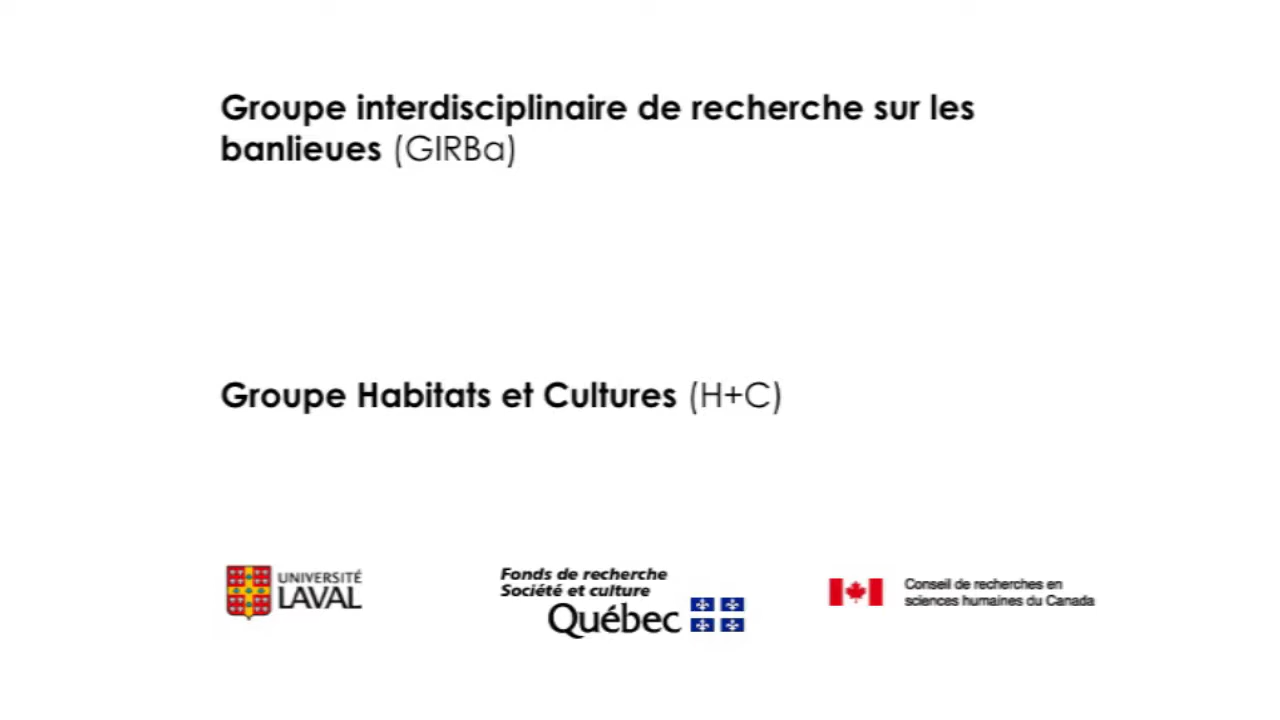 Groupe interdisciplinaire de recherche sur les
banlieues (GIRBa)
Groupe Habitats et Cultures (H+C)
UNIVERSITÉ
LAVAL
Fonds de recherche
Société et culture
Québec
Conseil de recherches en
sciences humaines du Canada